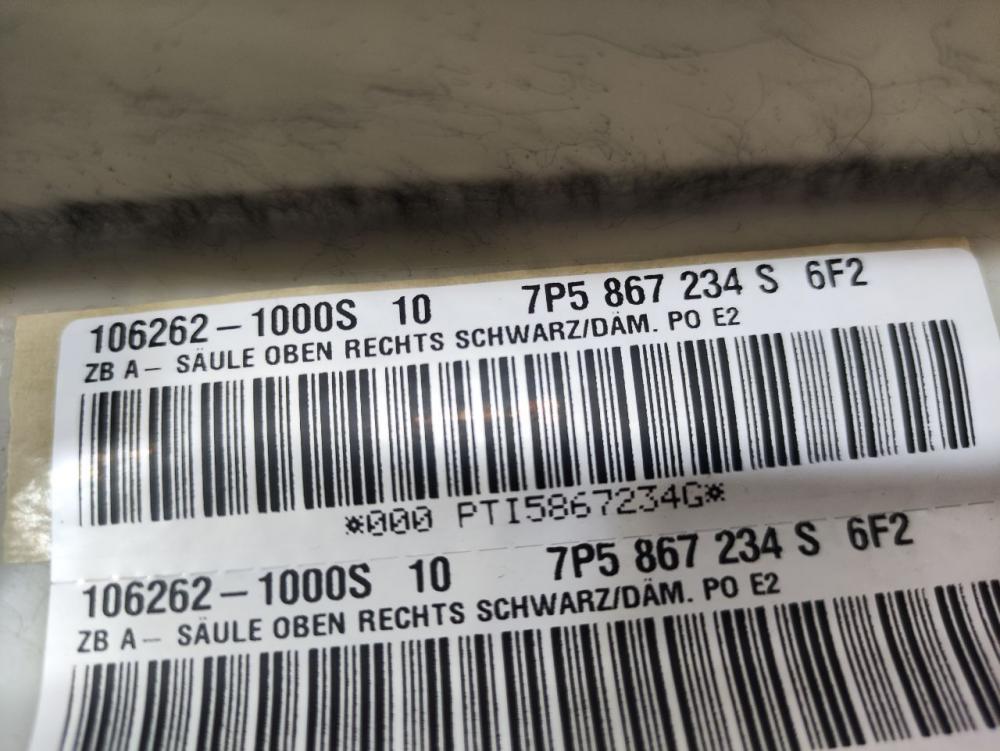 106262-1000S 10 7P5 867 234 S 6F2
ZB A- SÄULE OBEN RECHTS SCHWARZ/DÄM. PO E2
*000 PTI5867234G*
106262-1000S 10 7P5 867 234 S 6F2
ZB A- SÄULE OBEN RECHTS SCHWARZ/DÄM. PO E2